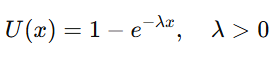 U(x) = 1 − e^{−λx}, λ > 0